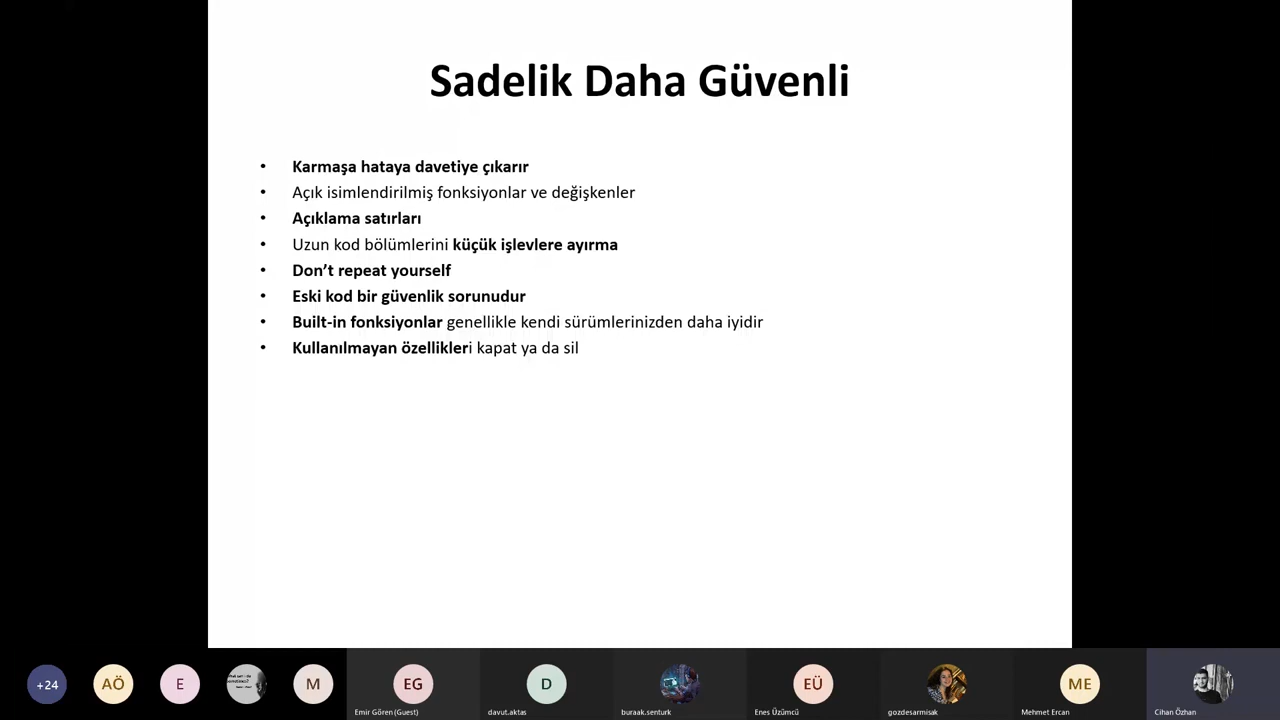 Sadelik Daha Güvenli
• Karmaşa hataya davetiye çıkarır
• Açık isimlendirilmiş fonksiyonlar ve değişkenler
• Açıklama satırları
• Uzun kod bölümlerini küçük işlevlere ayırma
• Don’t repeat yourself
• Eski kod bir güvenlik sorunudur
• Built-in fonksiyonlar genellikle kendi sürümlerinizden daha iyidir
• Kullanılmayan özellikleri kapat ya da sil
+24 AÖ E M EG D EÜ ME
Emir Gören (Guest) davut.aktas buraak.senturk Enes Üzümcü gozdesarmisak Mehmet Ercan Cihan Özhan